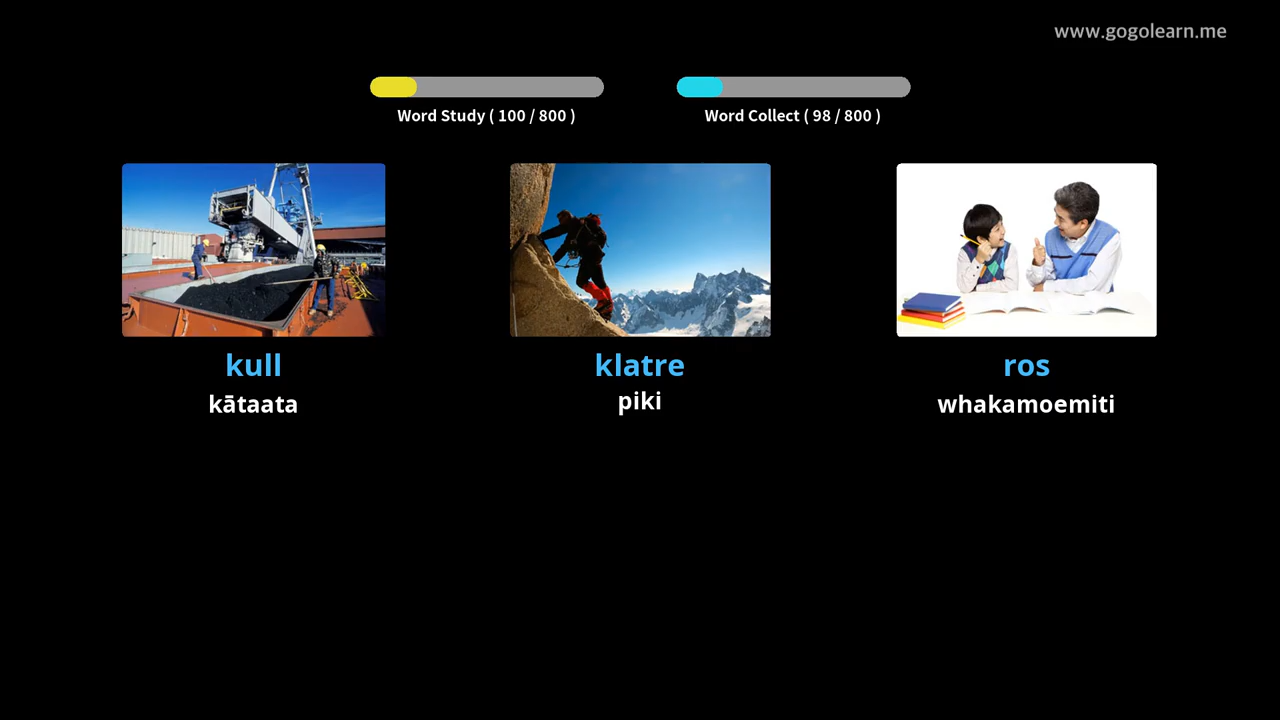 www.gogolearn.me
Word Study ( 100 / 800 )
Word Collect ( 98 / 800 )
kull
klatre
ros
kātaata
piki
whakamoemiti